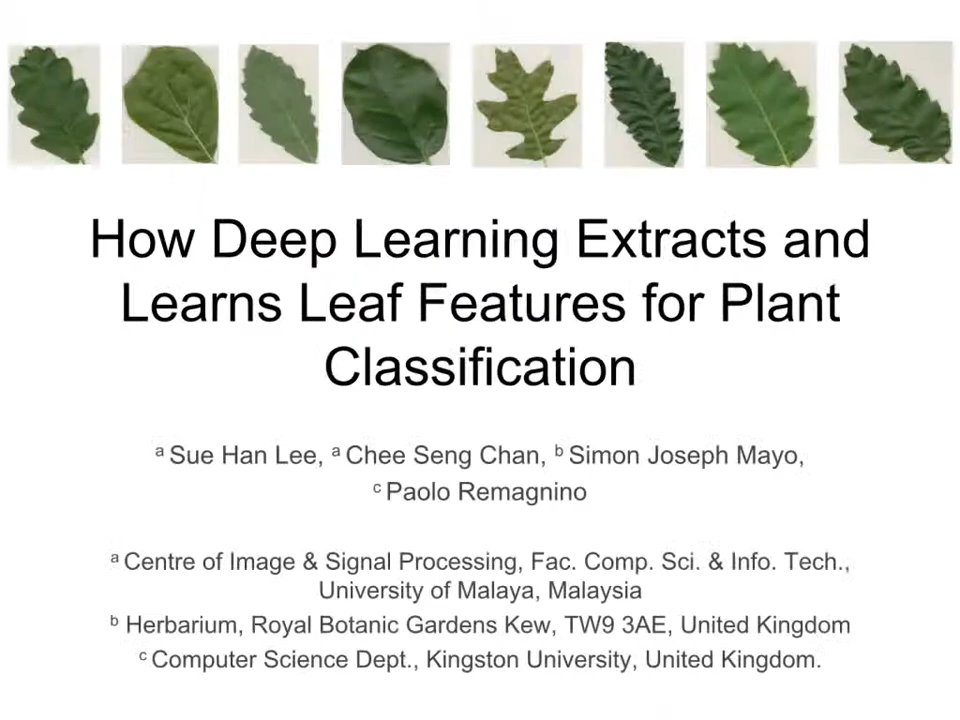 How Deep Learning Extracts and
Learns Leaf Features for Plant
Classification
ᵃ Sue Han Lee, ᵃ Chee Seng Chan, ᵇ Simon Joseph Mayo,
ᶜ Paolo Remagnino
ᵃ Centre of Image & Signal Processing, Fac. Comp. Sci. & Info. Tech.,
University of Malaya, Malaysia
ᵇ Herbarium, Royal Botanic Gardens Kew, TW9 3AE, United Kingdom
ᶜ Computer Science Dept., Kingston University, United Kingdom.